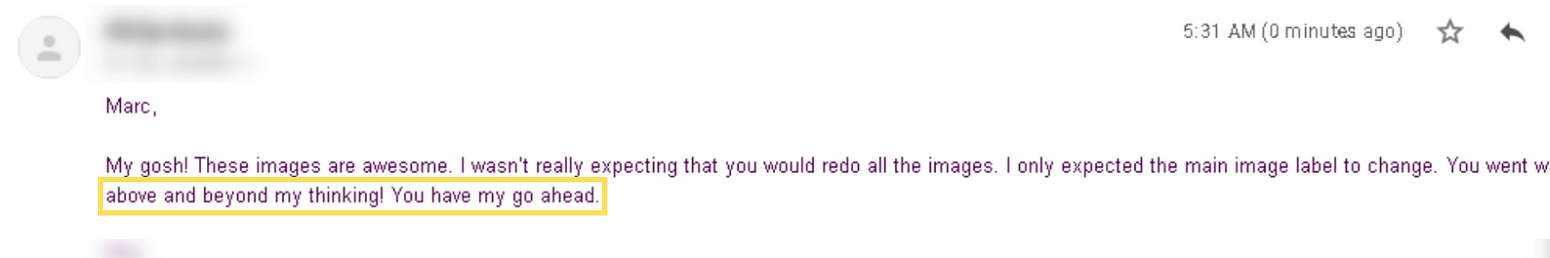 5:31 AM (0 minutes ago)
Marc,
My gosh! These images are awesome. I wasn't really expecting that you would redo all the images. I only expected the main image label to change. You went
above and beyond my thinking! You have my go ahead.